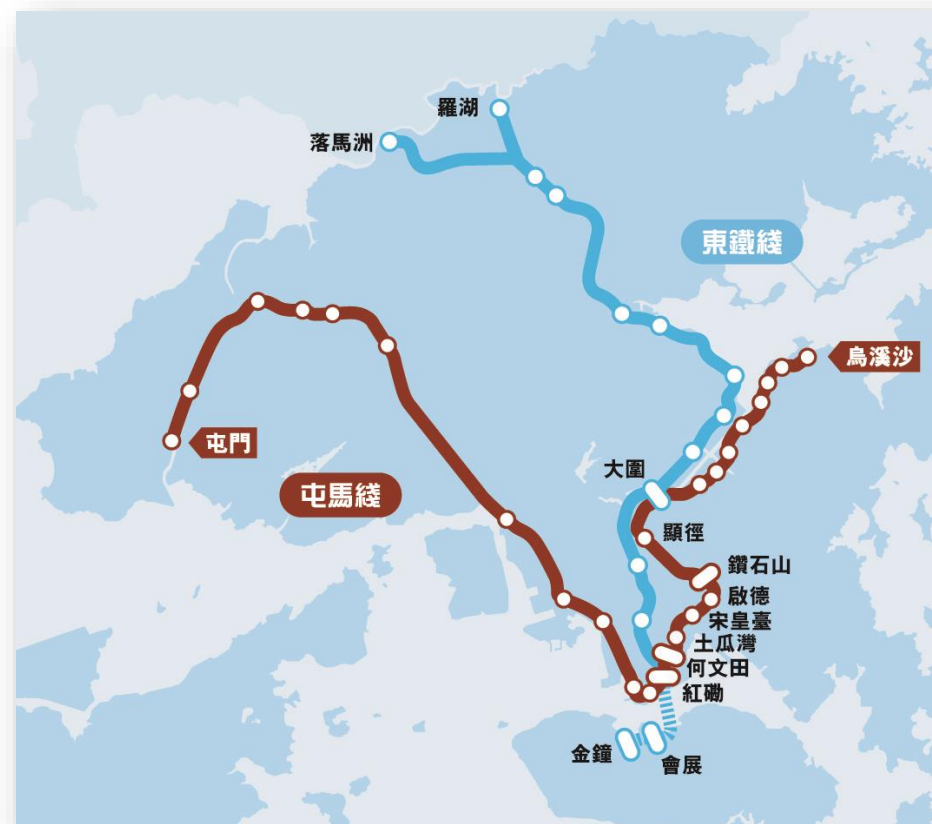 羅湖
落馬洲
東鐵綫
烏溪沙
屯門
大圍
屯馬綫
顯徑
鑽石山
啟德
宋皇臺
土瓜灣
何文田
紅磡
金鐘
會展